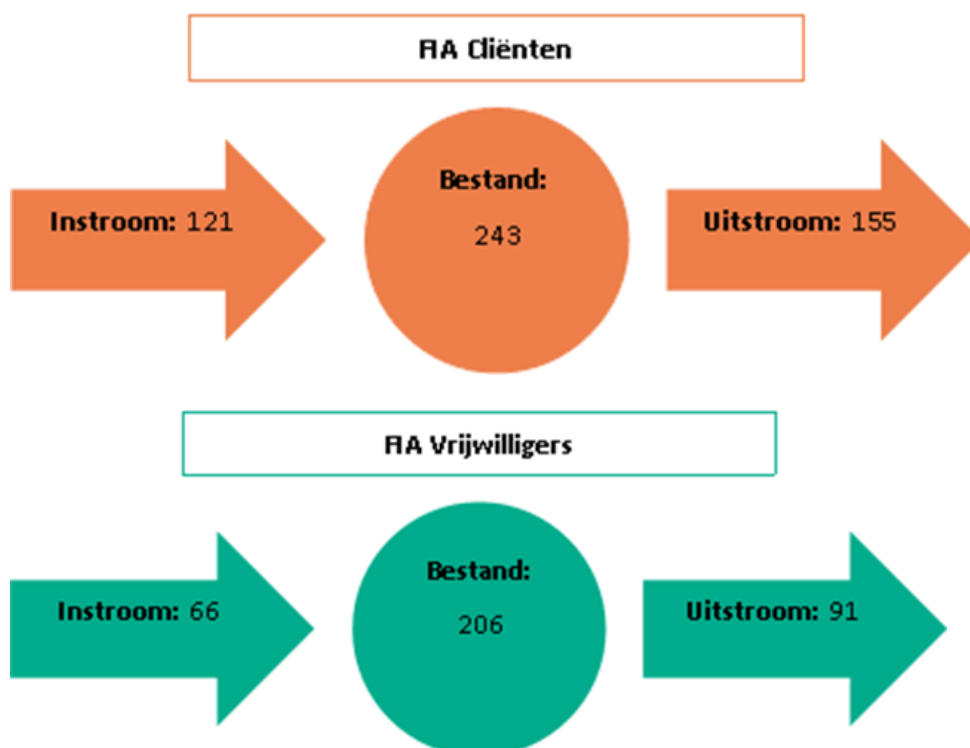 FIA Cliënten
Instroom: 121
Bestand:
243
Uitstroom: 155
FIA Vrijwilligers
Instroom: 66
Bestand:
206
Uitstroom: 91